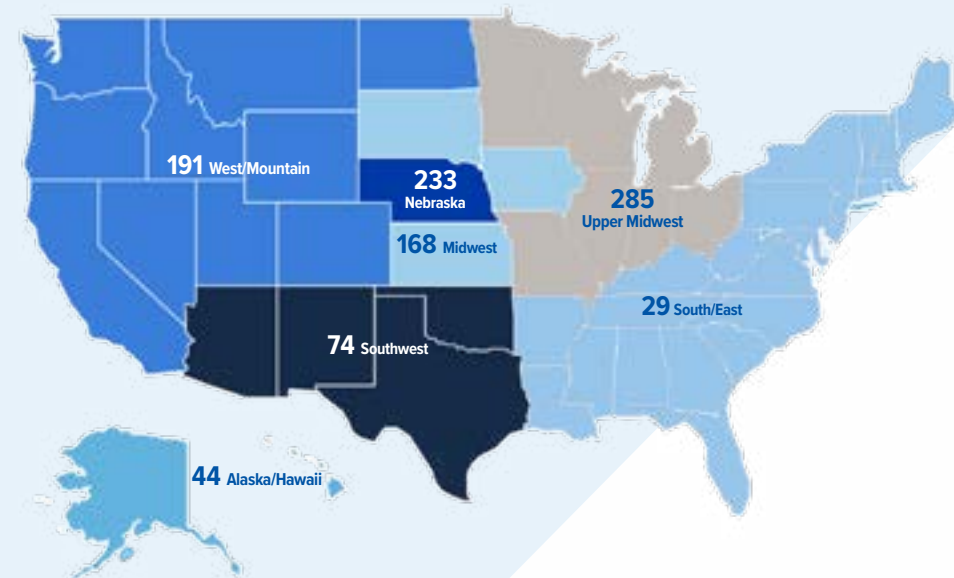 191 West/Mountain
233
Nebraska
285
Upper Midwest
168 Midwest
29 South/East
74 Southwest
44 Alaska/Hawaii